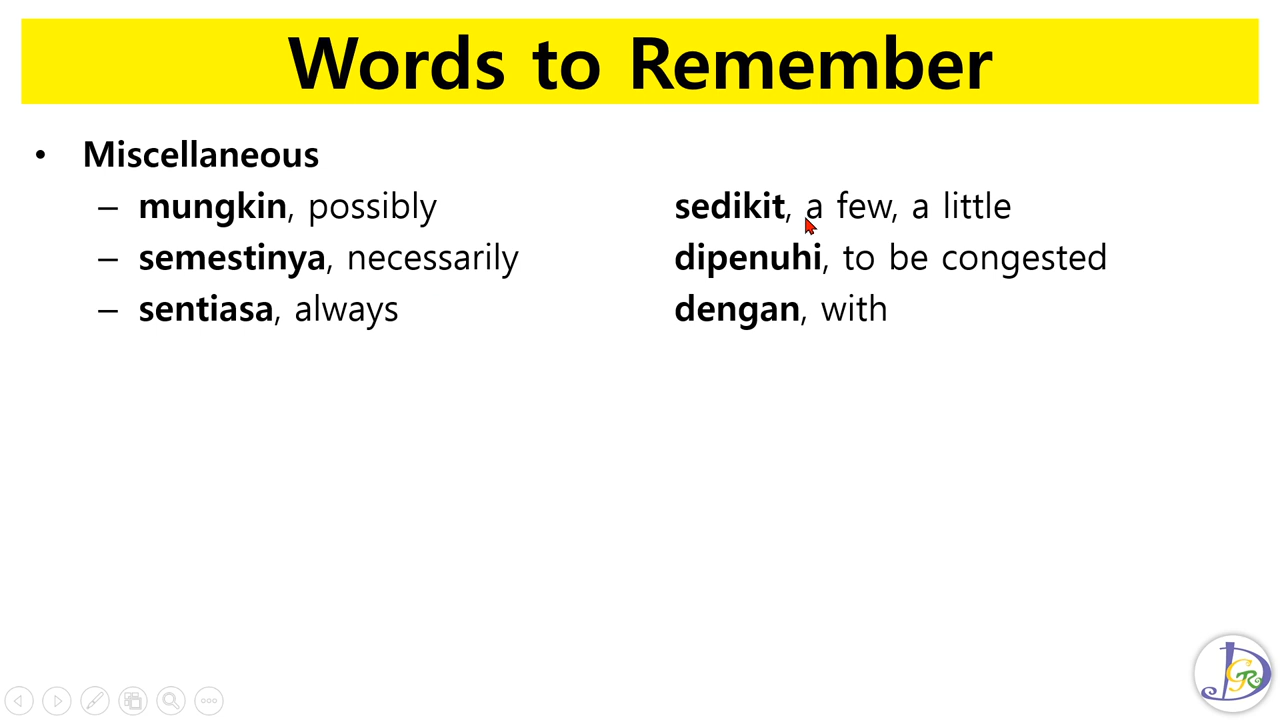 Words to Remember
• Miscellaneous
– mungkin, possibly
– semestinya, necessarily
– sentiasa, always
sedikit, a few, a little
dipenuhi, to be congested
dengan, with
JGR